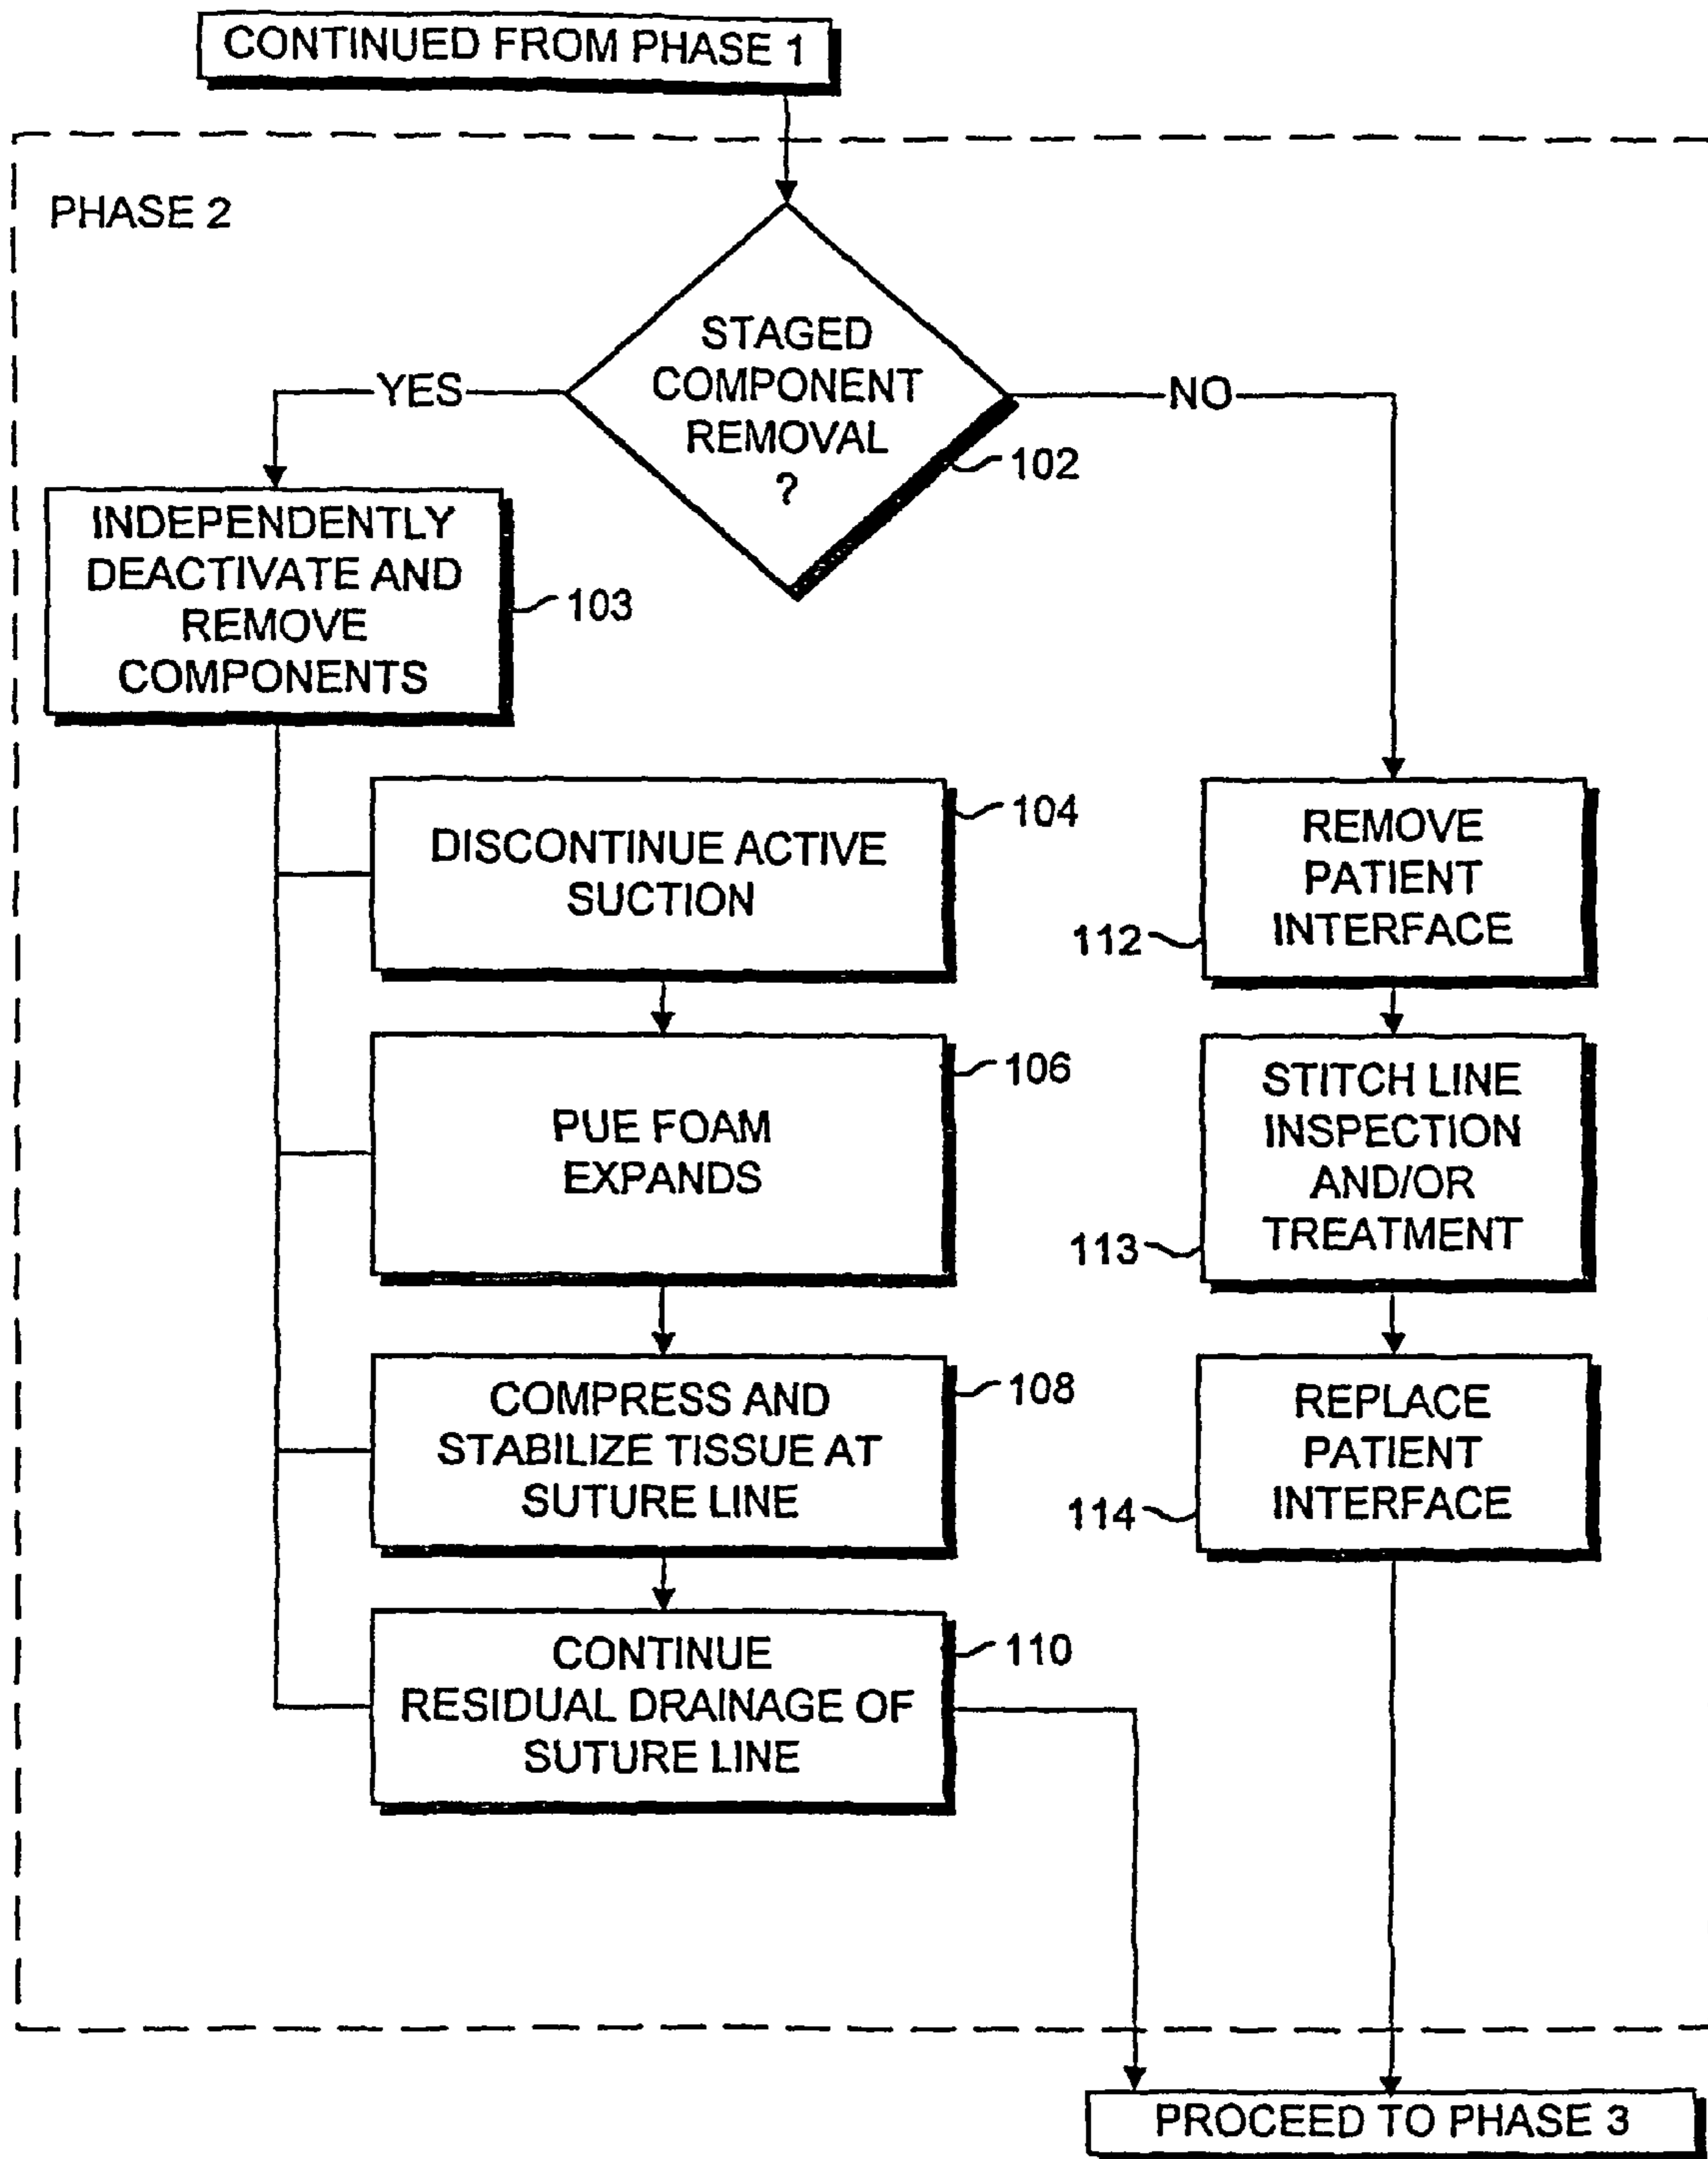 CONTINUED FROM PHASE 1
PHASE 2
STAGED
COMPONENT
REMOVAL
?
102
YES
NO
INDEPENDENTLY
DEACTIVATE AND
REMOVE
COMPONENTS
103
DISCONTINUE ACTIVE
SUCTION
104
PUE FOAM
EXPANDS
106
COMPRESS AND
STABILIZE TISSUE AT
SUTURE LINE
108
CONTINUE
RESIDUAL DRAINAGE OF
SUTURE LINE
110
REMOVE
PATIENT
INTERFACE
112
STITCH LINE
INSPECTION
AND/OR
TREATMENT
113
REPLACE
PATIENT
INTERFACE
114
PROCEED TO PHASE 3